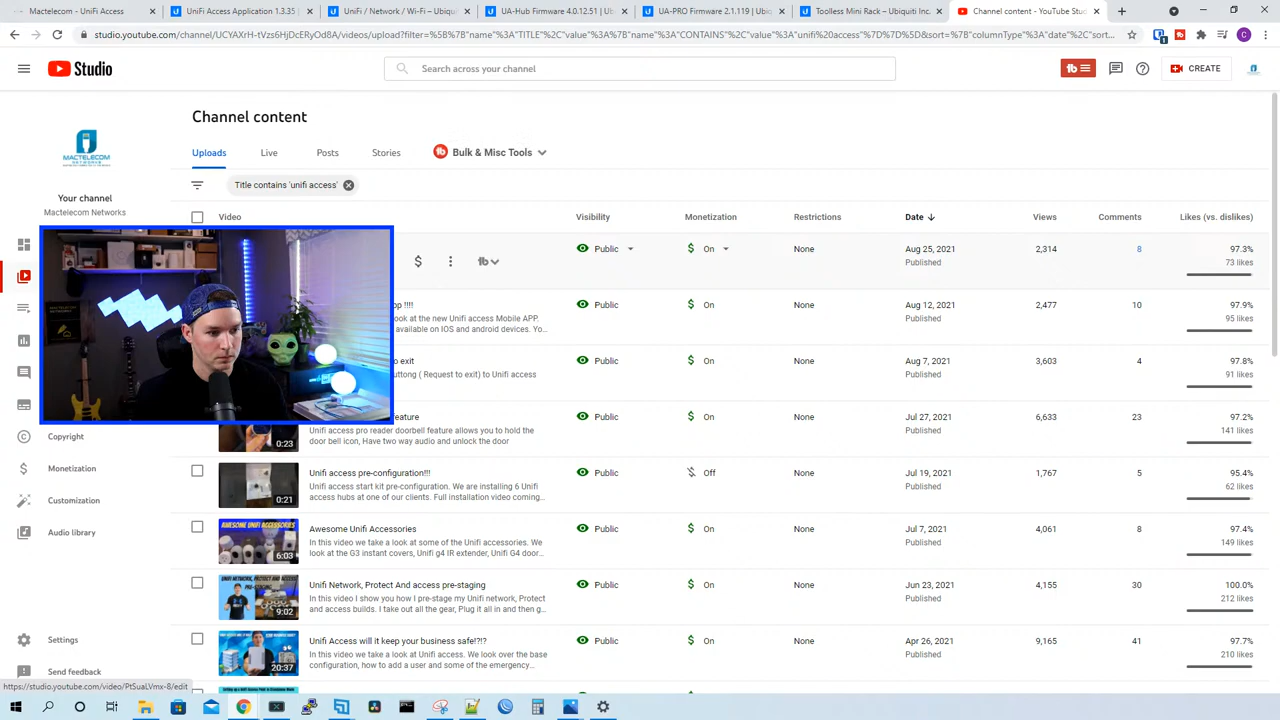 UA Access Application 1.3.35
UniFi / Network / Wi-Fi – Ubiqui
UA-Hub Firmware 4.0.12.51 |
UA-PRO Firmware 2.1.119 | Ubiq
Toolless Mini Rack - Ubiquiti Inc
Channel content - YouTube Stu
studio.youtube.com/channel/UCYAXrH-tVzs6HjDcERyOd8A/videos/upload?filter=%5B%7B"name"%3A"TITLE"%2C"value"%3A%7B"name"%3A"CONTAINS"%2C"value"%3A"unifi%20access"%7D%7D%5D&sort=%7B"columnType"%3A"date"%2C"sort...
Studio
Search across your channel
CREATE
MACTELECOM
NETWORKS
Your channel
Mactelecom Networks
Copyright
Monetization
Customization
Audio library
Settings
Send feedback
Channel content
Uploads Live Posts Stories Bulk & Misc Tools
Title contains 'unifi access'
Video Visibility Monetization Restrictions Date Views Comments Likes (vs. dislikes)
Public On None Aug 25, 2021 2,314 8 97.3%
Published 73 likes
pp !!!! Public On None Aug 12, 2021 2,477 10 97.9%
look at the new Unifi access Mobile APP. Published 95 likes
available on IOS and android devices. Yo...
o exit Public On None Aug 7, 2021 3,603 4 97.8%
buttong ( Request to exit) to Unifi access Published 91 likes
feature Public On None Jul 27, 2021 6,633 23 97.2%
Unifi access pro reader doorbell feature allows you to hold the Published 141 likes
door bell icon, Have two way audio and unlock the door
0:23
Unifi access pre-configuration!!! Public Off None Jul 19, 2021 1,767 5 95.4%
Unifi access start kit pre-configuration. We are installing 6 Unifi Published 62 likes
access hubs at one of our clients. Full installation video coming...
0:21
AWESOME UNIFI ACCESSORIES
Awesome Unifi Accessories Public On None Jul 7, 2021 4,061 8 97.4%
In this video we take a look at some of the Unifi accessories. We Published 149 likes
look at the G3 instant covers, Unifi g4 IR extender, Unifi G4 door...
6:03
UNIFI NETWORK, PROTECT AND ACCESS
PRE-STAGING
Unifi Network, Protect And access pre-staging Public On None Jun 23, 2021 4,155 30 100.0%
In this video I show you how I pre-stage my Unifi network, Protect Published 212 likes
and access builds. I take out all the gear, Plug it all in and then g...
9:02
Unifi Access will it keep your business safe!?!? Public On None Apr 26, 2021 9,165 41 97.7%
In this video we take a look at Unifi access. We look over the base Published 210 likes
configuration, how to add a user and some of the emergency...
20:37
studio.youtube.com/video/PtSuaLVmx-8/edit